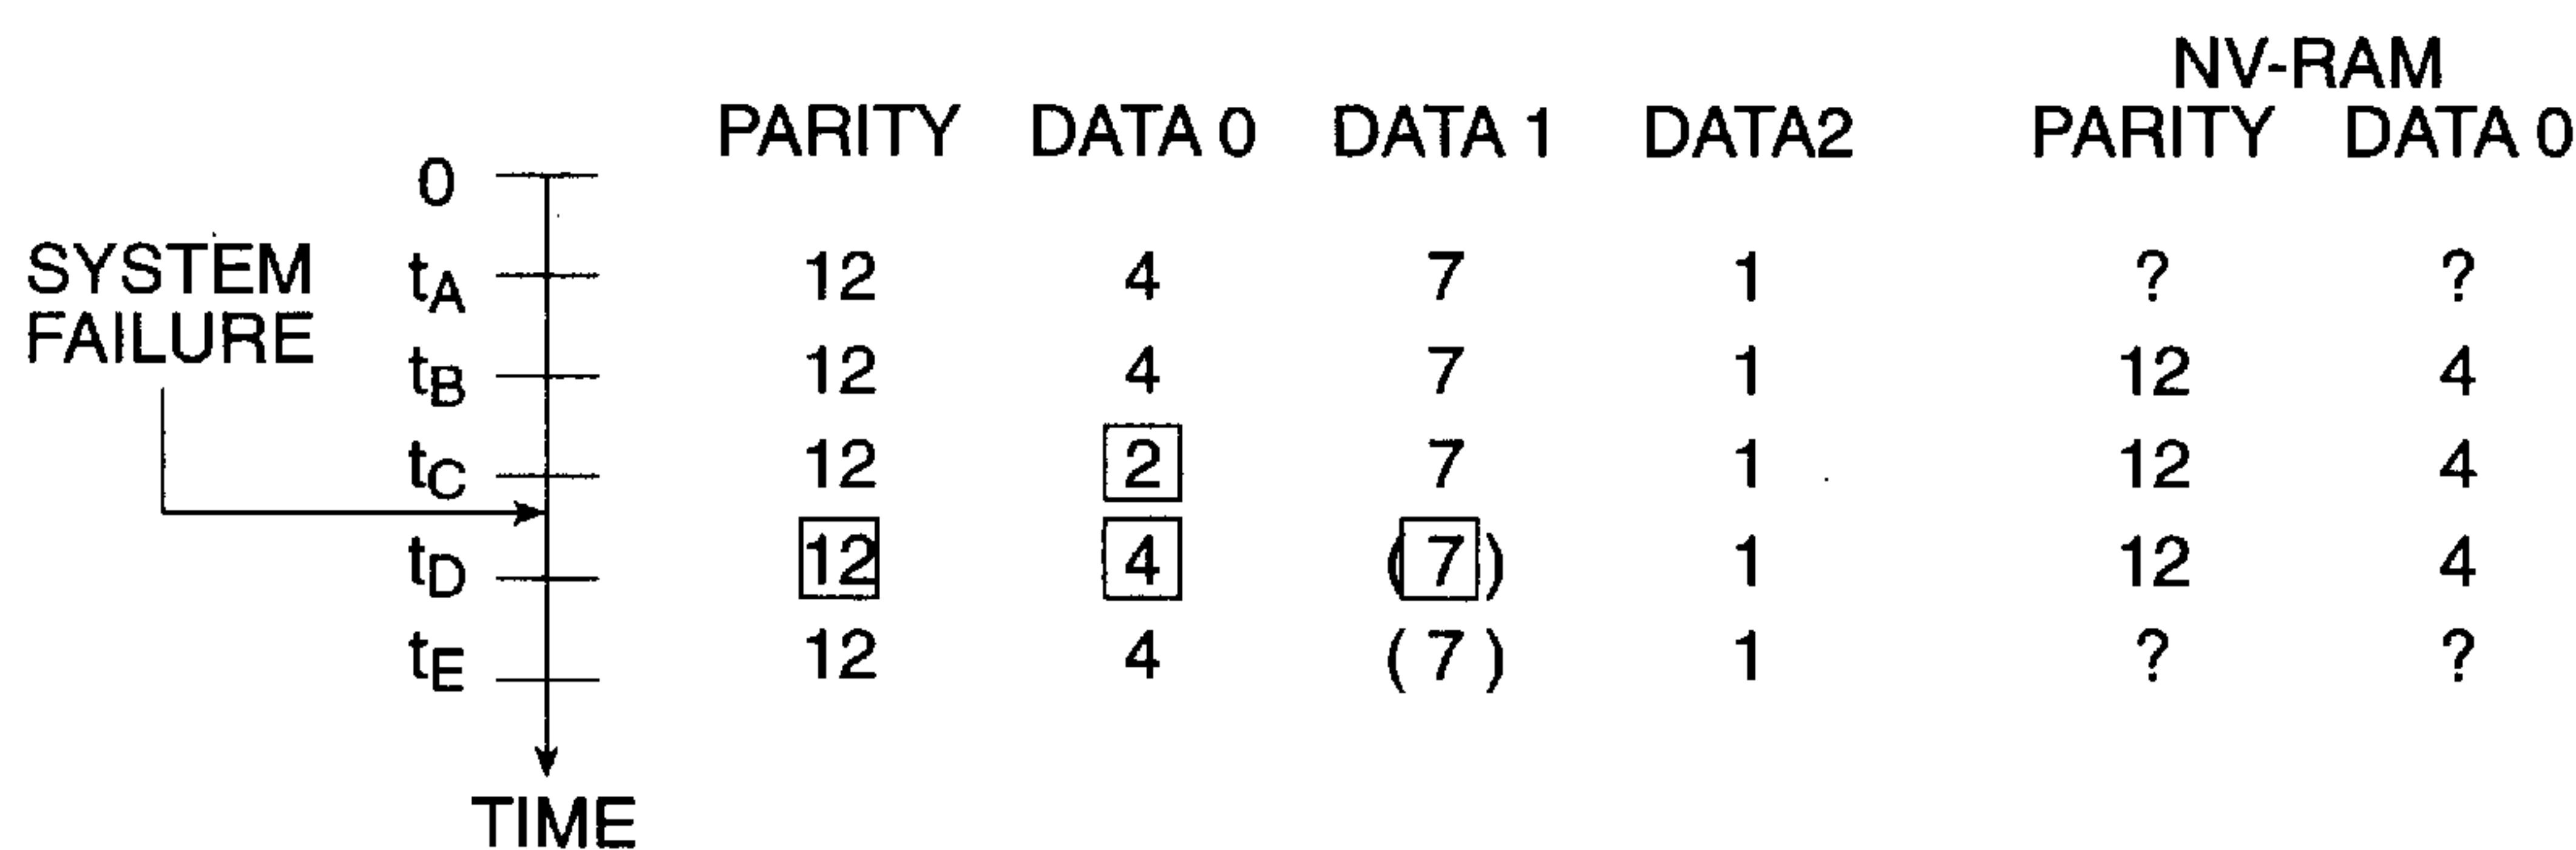 NV-RAM
PARITY DATA 0 DATA 1 DATA2 PARITY DATA 0
0
SYSTEM FAILURE
tA 12 4 7 1 ? ?
tB 12 4 7 1 12 4
tC 12 2 7 1 12 4
tD 12 4 (7) 1 12 4
tE 12 4 (7) 1 ? ?
TIME